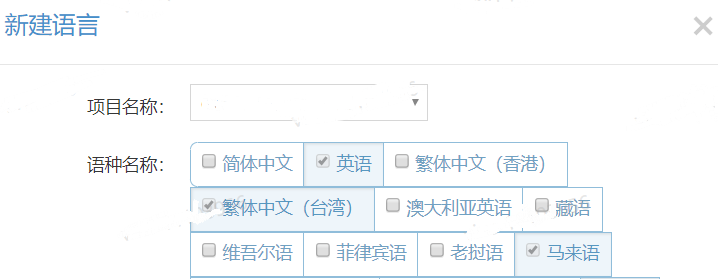 新建语言
项目名称：
语种名称： 简体中文 英语 繁体中文（香港）
繁体中文（台湾） 澳大利亚英语 藏语
维吾尔语 菲律宾语 老挝语 马来语